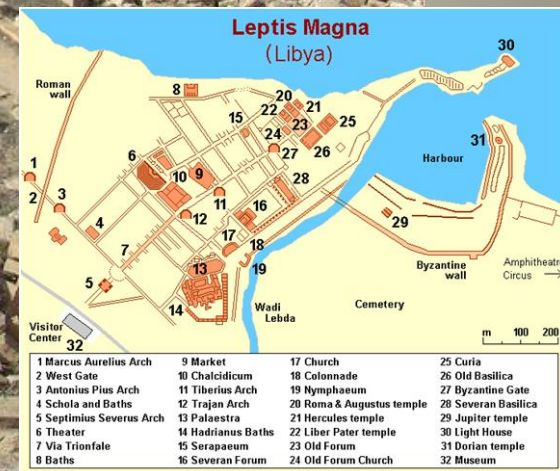 Leptis Magna
(Libya)
30
Roman
wall
8
20
21
22
25
15
23
24
1
6
31
27
26
Harbour
10
9
2
3
11
28
12
16
29
4
7
17
18
5
13
19
Byzantine
wall
Amphitheatre
Circus
14
Wadi
Lebda
Cemetery
Visitor
Center
32
m 100 200
1 Marcus Aurelius Arch
2 West Gate
3 Antonius Pius Arch
4 Schola and Baths
5 Septimius Severus Arch
6 Theater
7 Via Trionfale
8 Baths
9 Market
10 Chalcidicum
11 Tiberius Arch
12 Trajan Arch
13 Palaestra
14 Hadrianus Baths
15 Serapaeum
16 Severan Forum
17 Church
18 Colonnade
19 Nymphaeum
20 Roma & Augustus temple
21 Hercules temple
22 Liber Pater temple
23 Old Forum
24 Old Forum Church
25 Curia
26 Old Basilica
27 Byzantine Gate
28 Severan Basilica
29 Jupiter temple
30 Light House
31 Dorian temple
32 Museum